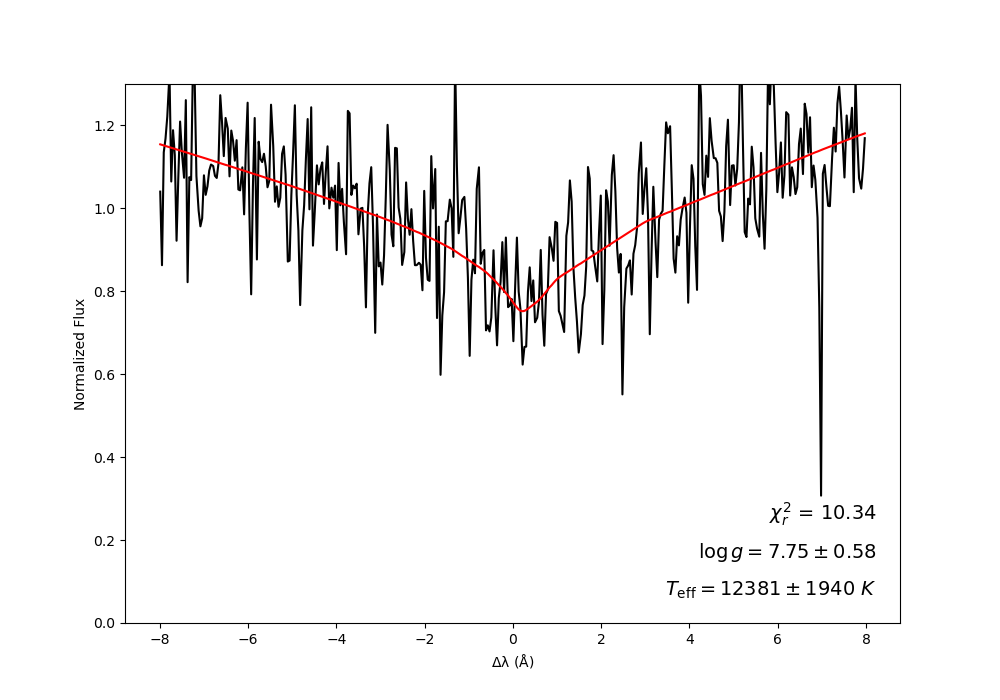 1.2
1.0
0.8
0.6
0.4
0.2
0.0
Normalized Flux
χ²ᵣ = 10.34
log g = 7.75 ± 0.58
T_eff = 12381 ± 1940 K
−8 −6 −4 −2 0 2 4 6 8
Δλ (Å)